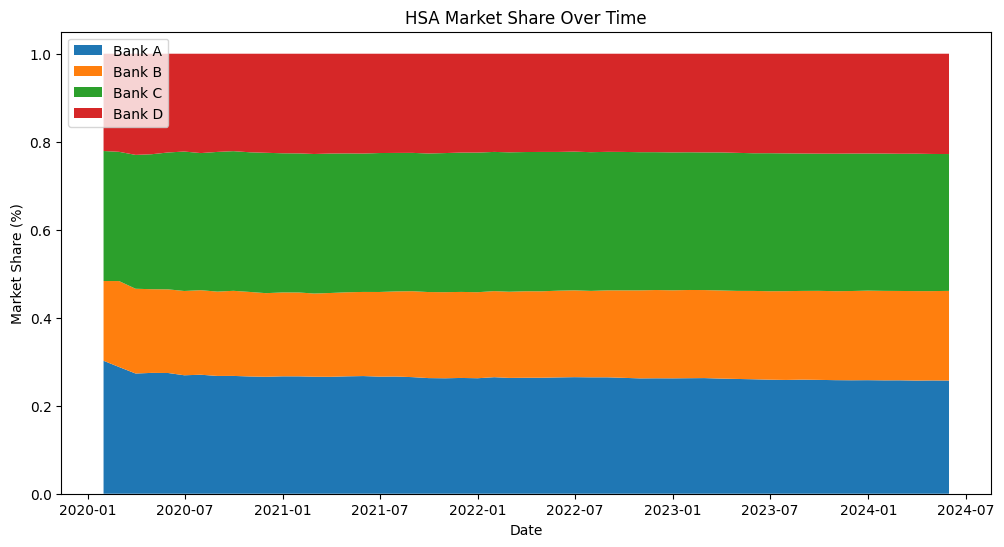 HSA Market Share Over Time
Bank A
Bank B
Bank C
Bank D
Market Share (%)
1.0
0.8
0.6
0.4
0.2
0.0
2020-01 2020-07 2021-01 2021-07 2022-01 2022-07 2023-01 2023-07 2024-01 2024-07
Date